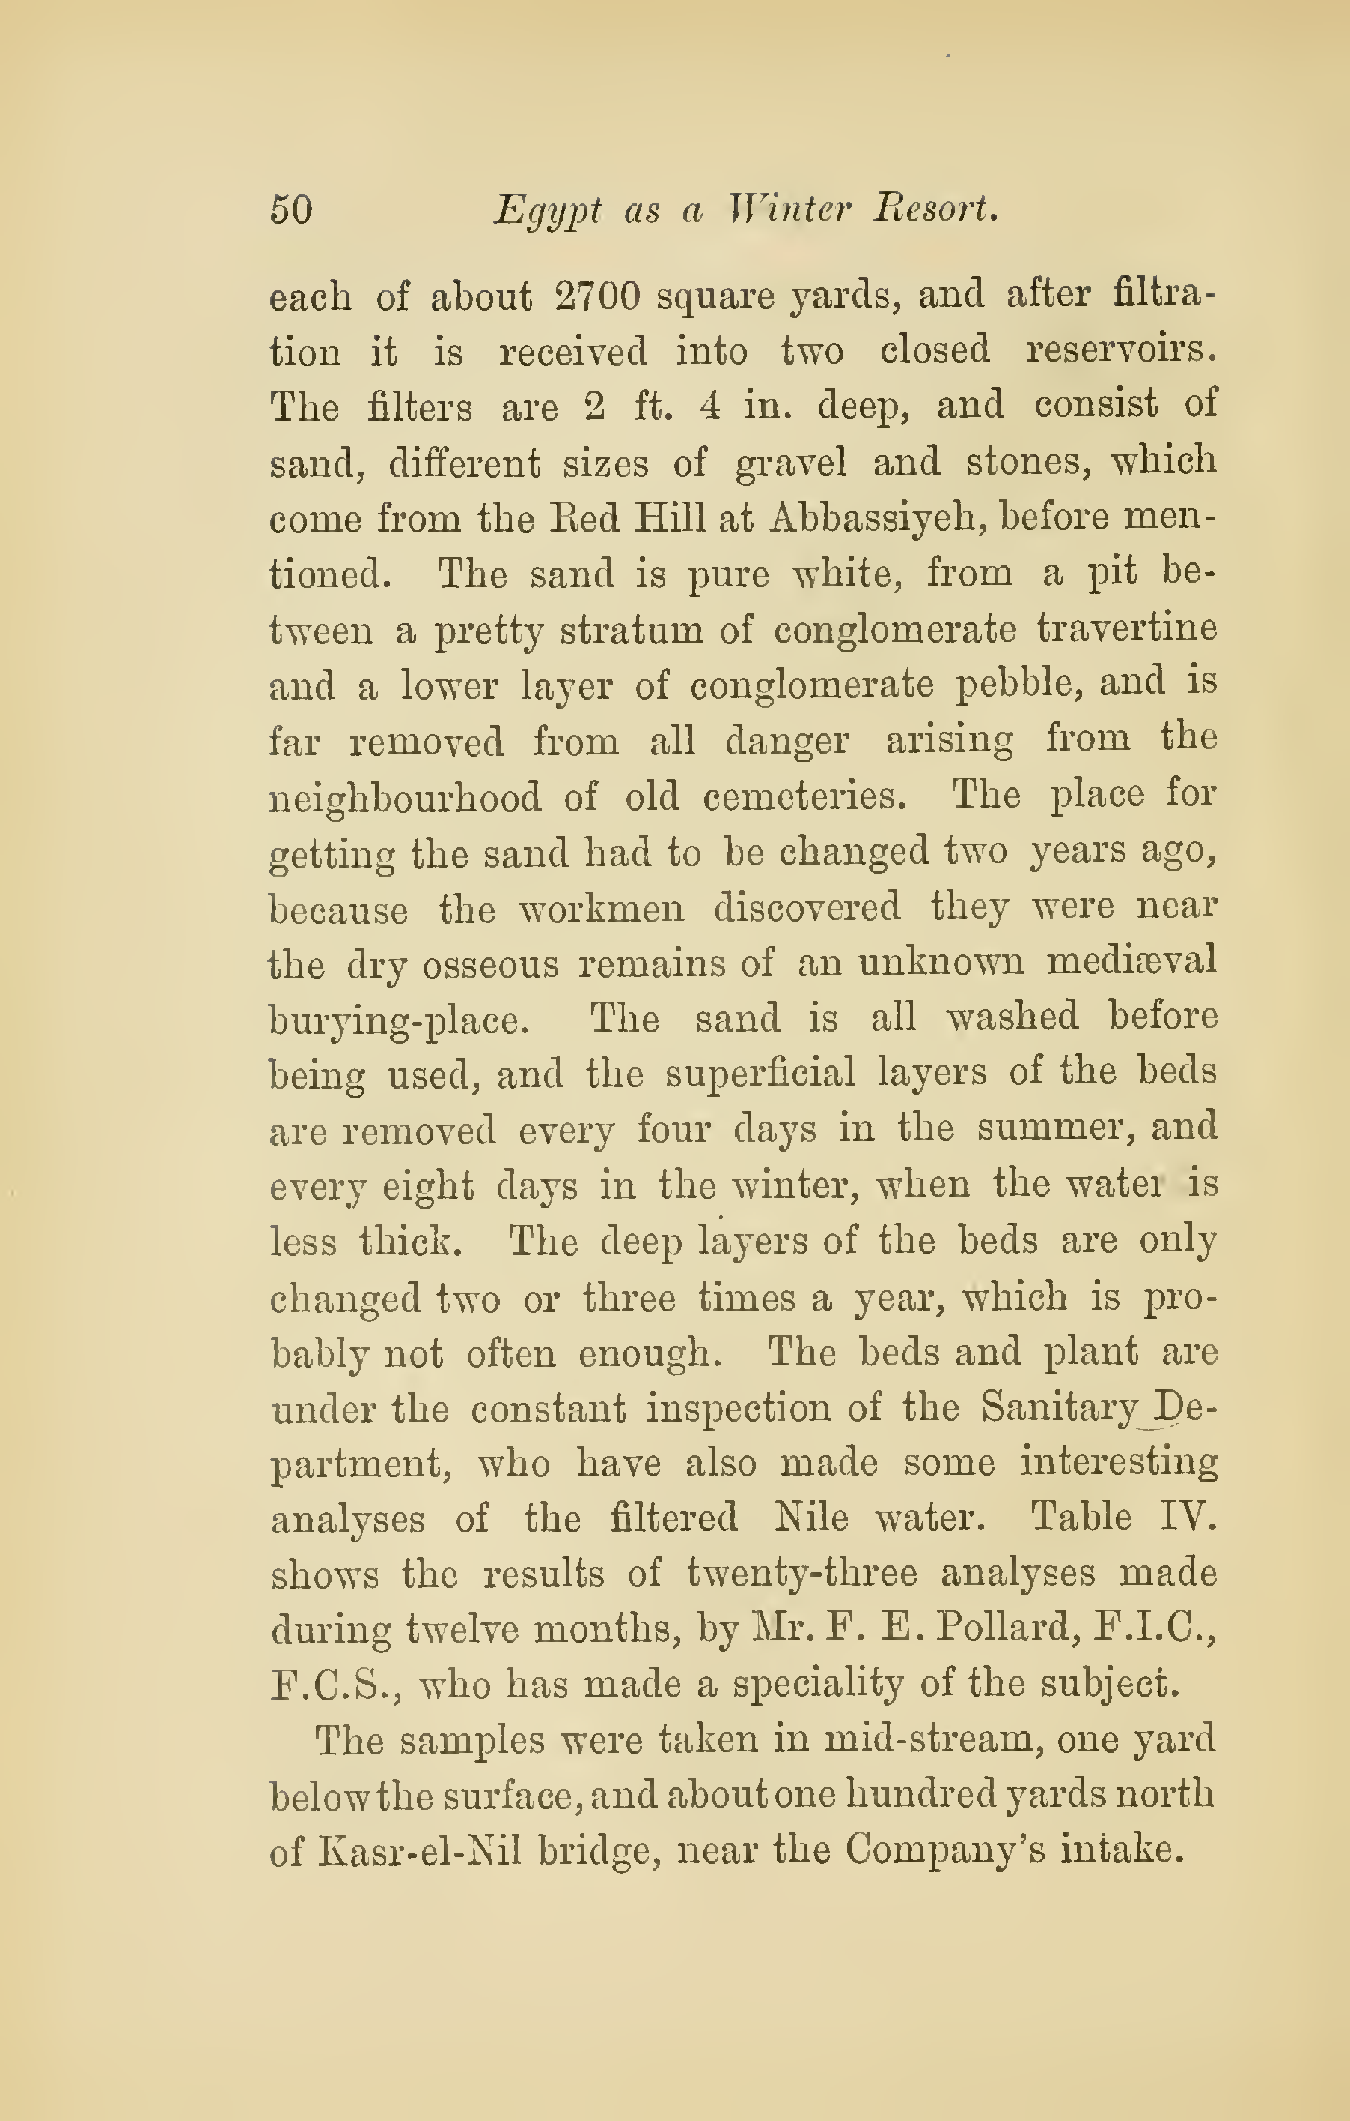 50 Egypt as a Winter Resort.
each of about 2700 square yards, and after filtra-
tion it is received into two closed reservoirs.
The filters are 2 ft. 4 in. deep, and consist of
sand, different sizes of gravel and stones, which
come from the Red Hill at Abbassiyeh, before men-
tioned. The sand is pure white, from a pit be-
tween a pretty stratum of conglomerate travertine
and a lower layer of conglomerate pebble, and is
far removed from all danger arising from the
neighbourhood of old cemeteries. The place for
getting the sand had to be changed two years ago,
because the workmen discovered they were near
the dry osseous remains of an unknown mediæval
burying-place. The sand is all washed before
being used, and the superficial layers of the beds
are removed every four days in the summer, and
every eight days in the winter, when the water is
less thick. The deep layers of the beds are only
changed two or three times a year, which is pro-
bably not often enough. The beds and plant are
under the constant inspection of the Sanitary De-
partment, who have also made some interesting
analyses of the filtered Nile water. Table IV.
shows the results of twenty-three analyses made
during twelve months, by Mr. F. E. Pollard, F.I.C.,
F.C.S., who has made a speciality of the subject.
The samples were taken in mid-stream, one yard
below the surface, and about one hundred yards north
of Kasr-el-Nil bridge, near the Company's intake.